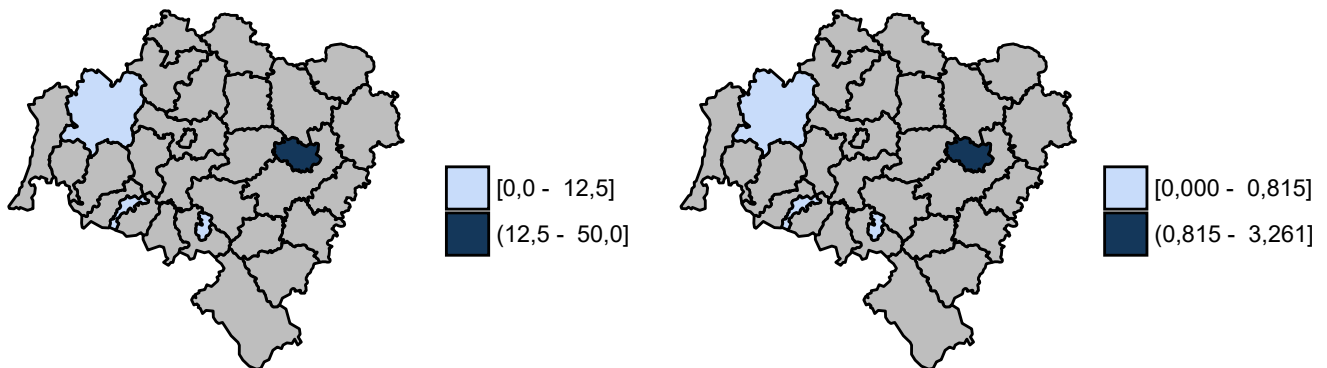 [0,0 -  12,5]
(12,5 -  50,0]
[0,000 -  0,815]
(0,815 -  3,261]